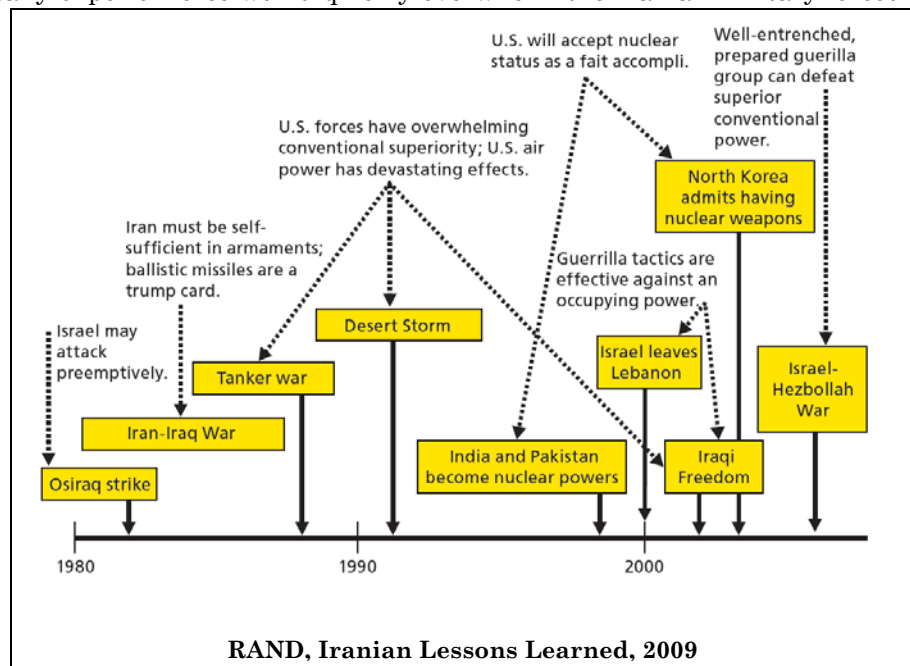 U.S. will accept nuclear
status as a fait accompli.
Well-entrenched,
prepared guerilla
group can defeat
superior
conventional
power.
U.S. forces have overwhelming
conventional superiority; U.S. air
power has devastating effects.
North Korea
admits having
nuclear weapons
Iran must be self-
sufficient in armaments;
ballistic missiles are a
trump card.
Guerrilla tactics are
effective against an
occupying power.
Israel may
attack
preemptively.
Desert Storm
Israel leaves
Lebanon
Israel-
Hezbollah
War
Tanker war
Iran-Iraq War
India and Pakistan
become nuclear powers
Iraqi
Freedom
Osiraq strike
1980
1990
2000
RAND, Iranian Lessons Learned, 2009